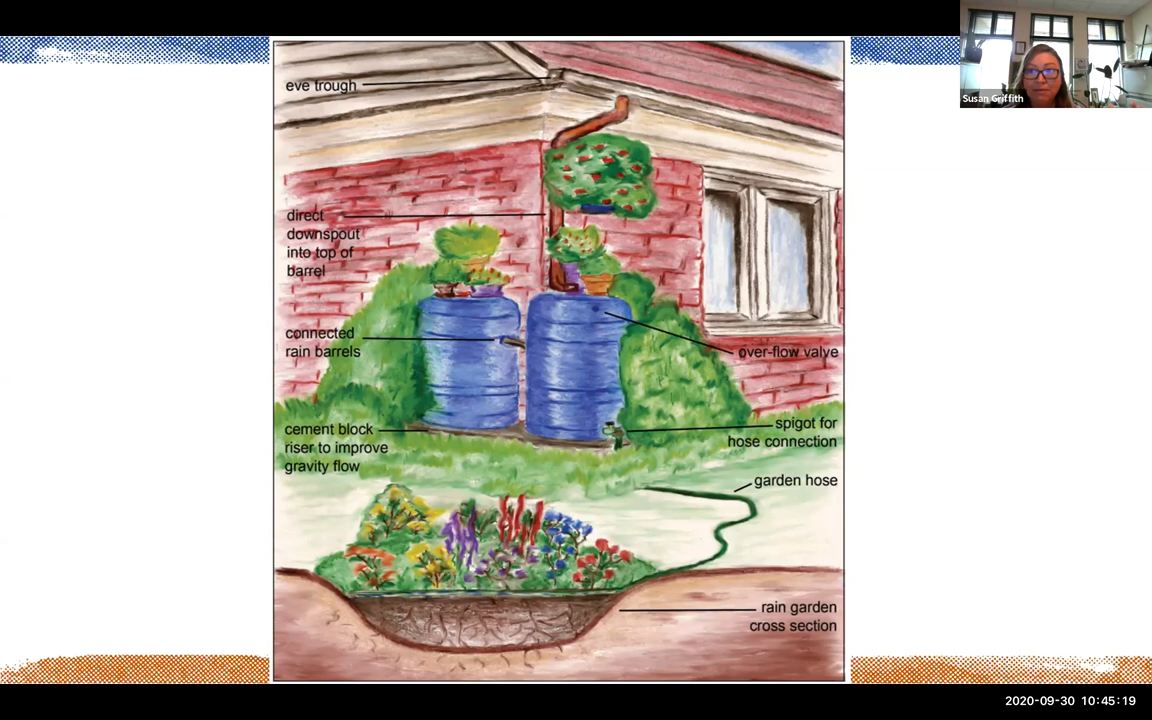 Susan Griffith
eve trough
direct
downspout
into top of
barrel
connected
rain barrels
over-flow valve
cement block
riser to improve
gravity flow
spigot for
hose connection
garden hose
rain garden
cross section
2020-09-30 10:45:19